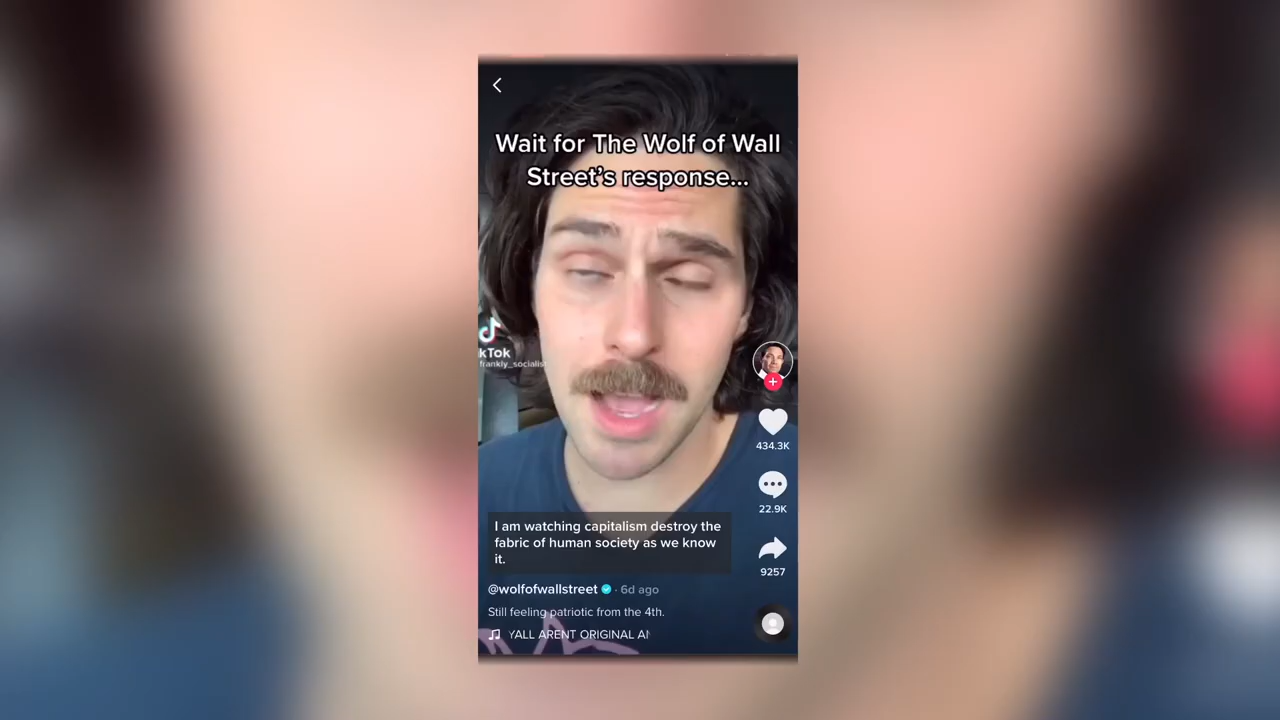 Wait for The Wolf of Wall
Street's response...
kTok
frankly_socialist
434.3K
22.9K
I am watching capitalism destroy the
fabric of human society as we know
it.
9257
@wolfofwallstreet · 6d ago
Still feeling patriotic from the 4th.
YALL ARENT ORIGINAL